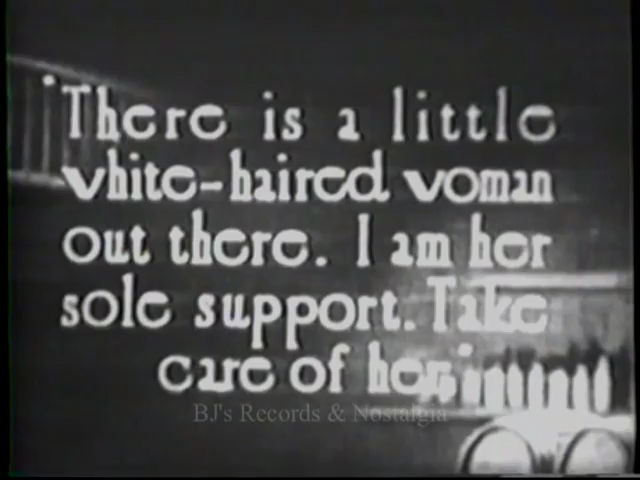 "There is a little
white-haired woman
out there. I am her
sole support. Take
care of her."
BJ's Records & Nostalgia